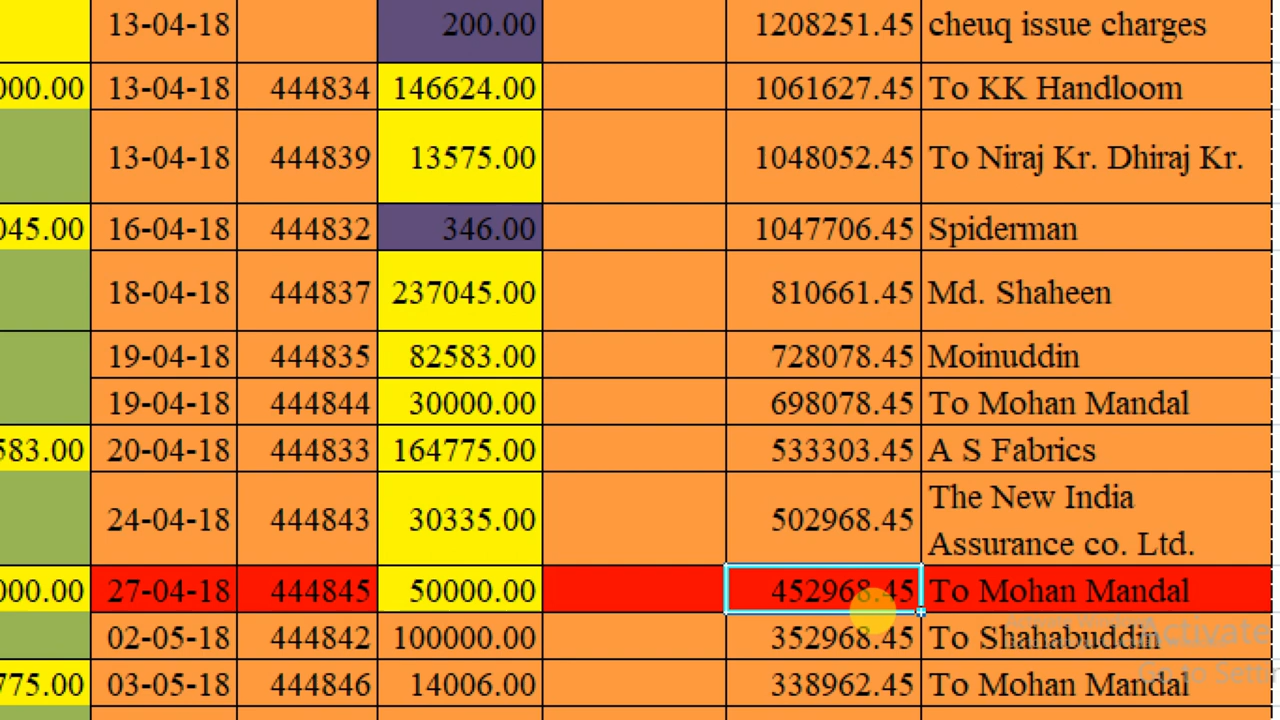 13-04-18 200.00 1208251.45 cheuq issue charges
000.00 13-04-18 444834 146624.00 1061627.45 To KK Handloom
13-04-18 444839 13575.00 1048052.45 To Niraj Kr. Dhiraj Kr.
045.00 16-04-18 444832 346.00 1047706.45 Spiderman
18-04-18 444837 237045.00 810661.45 Md. Shaheen
19-04-18 444835 82583.00 728078.45 Moinuddin
19-04-18 444844 30000.00 698078.45 To Mohan Mandal
583.00 20-04-18 444833 164775.00 533303.45 A S Fabrics
24-04-18 444843 30335.00 502968.45 The New India
Assurance co. Ltd.
000.00 27-04-18 444845 50000.00 452968.45 To Mohan Mandal
02-05-18 444842 100000.00 352968.45 To Shahabuddin
Activate
775.00 03-05-18 444846 14006.00 338962.45 To Mohan Mandal
Go to